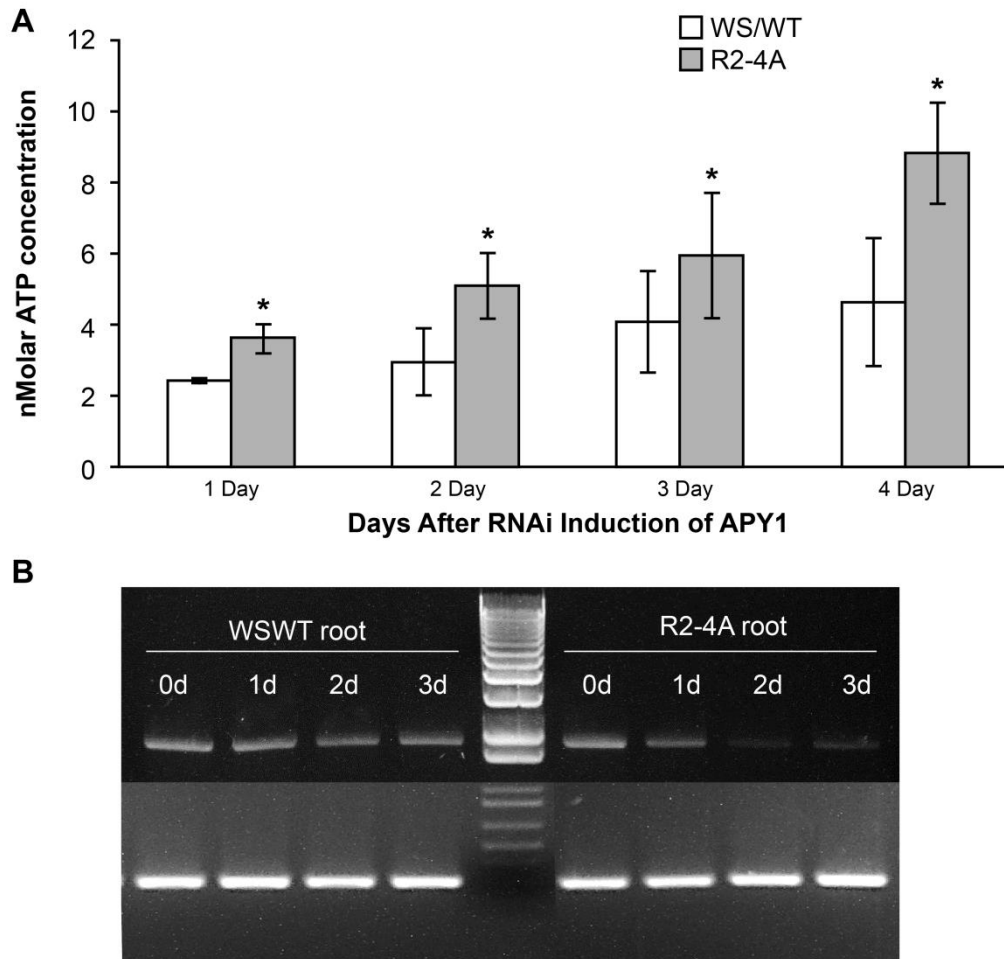 A
WS/WT
R2-4A
12
10
8
6
4
2
0
nMolar ATP concentration
*
*
*
*
1 Day
2 Day
3 Day
4 Day
Days After RNAi Induction of APY1
B
WSWT root
R2-4A root
0d 1d 2d 3d
0d 1d 2d 3d